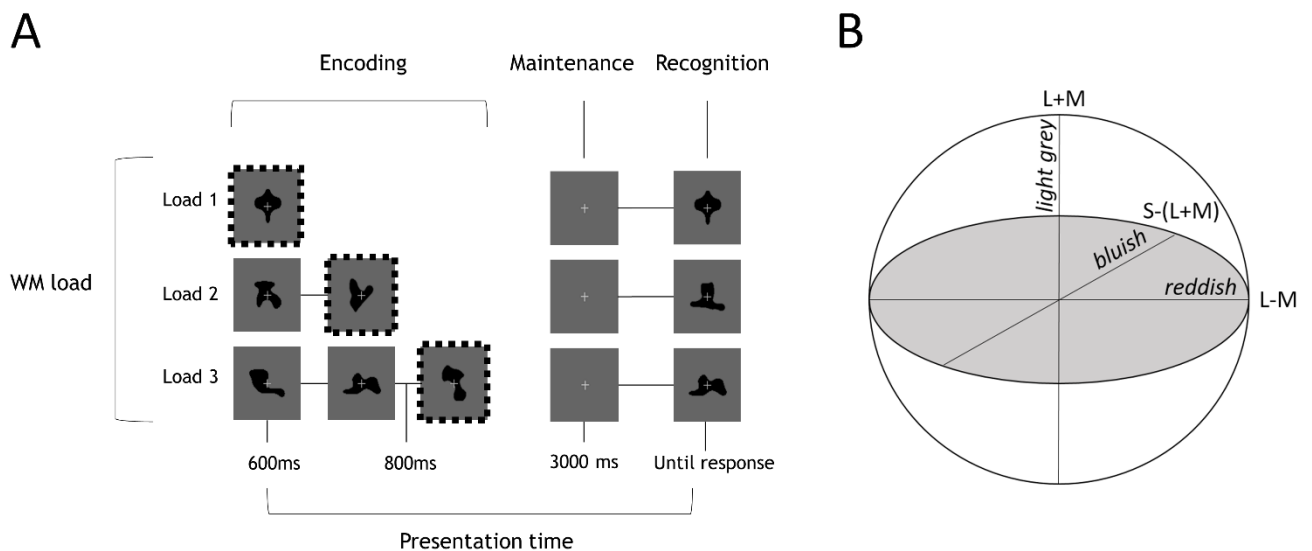 A
Encoding
Maintenance
Recognition
WM load
Load 1
Load 2
Load 3
600ms
800ms
3000 ms
Until response
Presentation time
B
L+M
light grey
S-(L+M)
bluish
reddish
L-M